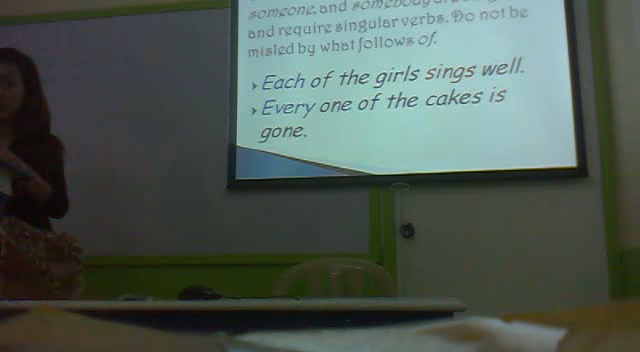 someone, and somebody
and require singular verbs. Do not be
misled by what follows of.
Each of the girls sings well.
Every one of the cakes is
gone.